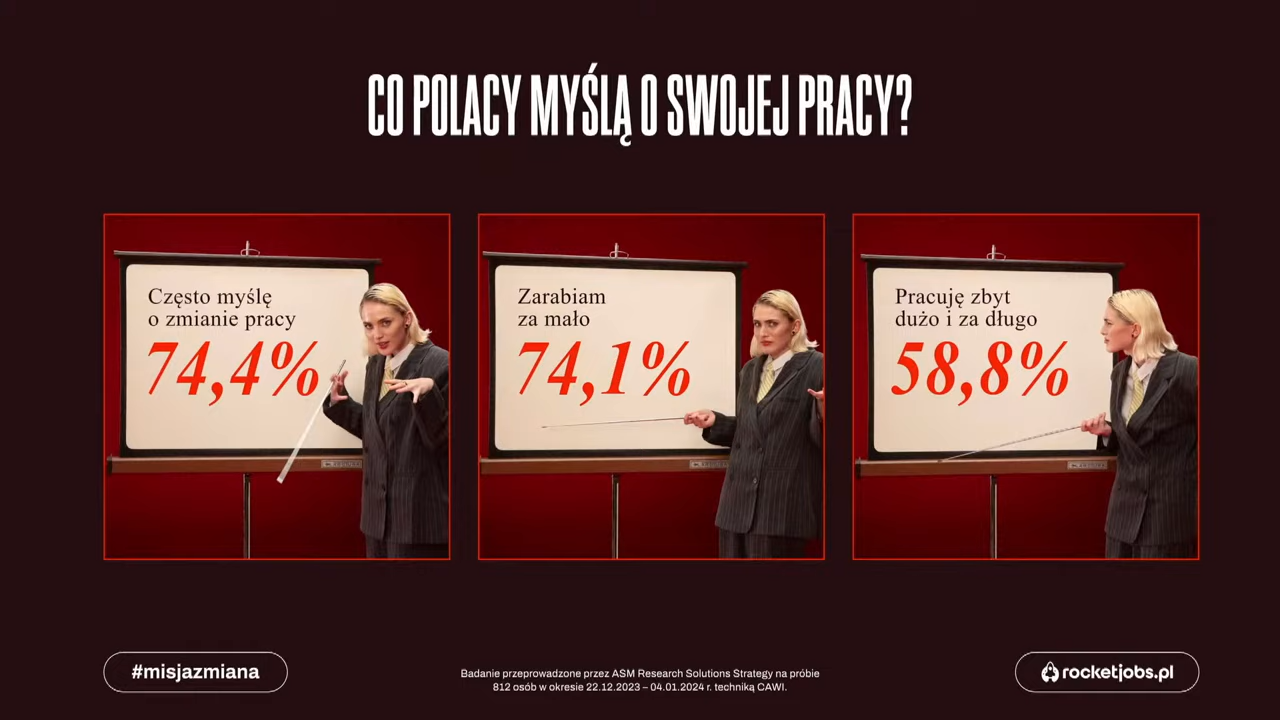 CO POLACY MYŚLĄ O SWOJEJ PRACY?
Często myślę
o zmianie pracy
74,4%
Zarabiam
za mało
74,1%
Pracuję zbyt
dużo i za długo
58,8%
#misjazmiana
Badanie przeprowadzone przez ASM Research Solutions Strategy na próbie
812 osób w okresie 22.12.2023 – 04.01.2024 r. techniką CAWI.
rocketjobs.pl